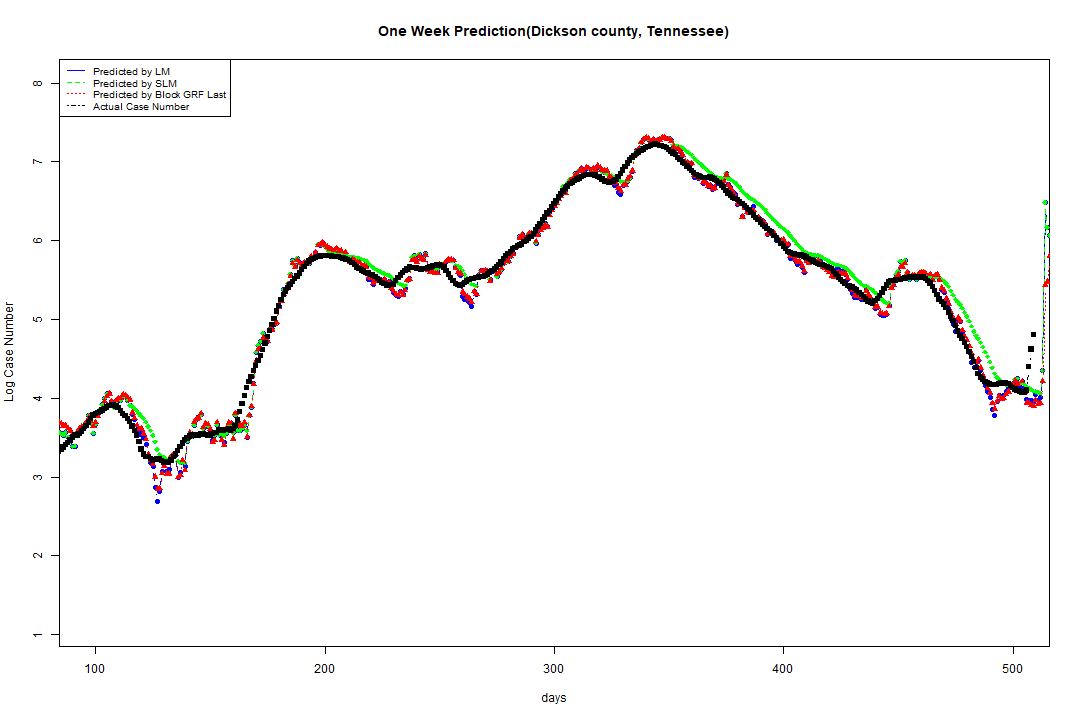 One Week Prediction(Dickson county, Tennessee)
Predicted by LM
Predicted by SLM
Predicted by Block GRF Last
Actual Case Number
8
7
6
5
4
3
2
1
Log Case Number
100 200 300 400 500
days